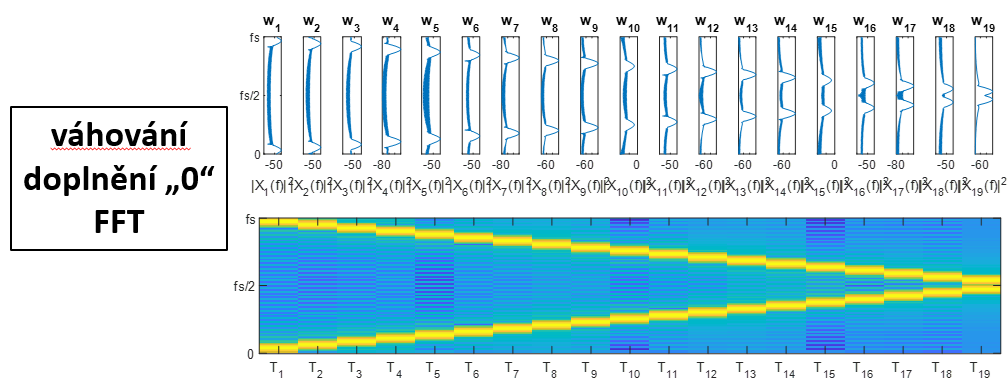 váhování
doplnění „0“
FFT
w1 w2 w3 w4 w5 w6 w7 w8 w9 w10 w11 w12 w13 w14 w15 w16 w17 w18 w19
fs
fs/2
0
-50 -50 -50 -80 -50 -50 -80 -80 -60 0 -50 -60 -60 -60 0 -50 -80 -50 -60
|X1(f)|2 |X2(f)|2 |X3(f)|2 |X4(f)|2 |X5(f)|2 |X6(f)|2 |X7(f)|2 |X8(f)|2 |X9(f)|2 |X10(f)|2 |X11(f)|2 |X12(f)|2 |X13(f)|2 |X14(f)|2 |X15(f)|2 |X16(f)|2 |X17(f)|2 |X18(f)|2 |X19(f)|2
fs
fs/2
0
T1 T2 T3 T4 T5 T6 T7 T8 T9 T10 T11 T12 T13 T14 T15 T16 T17 T18 T19